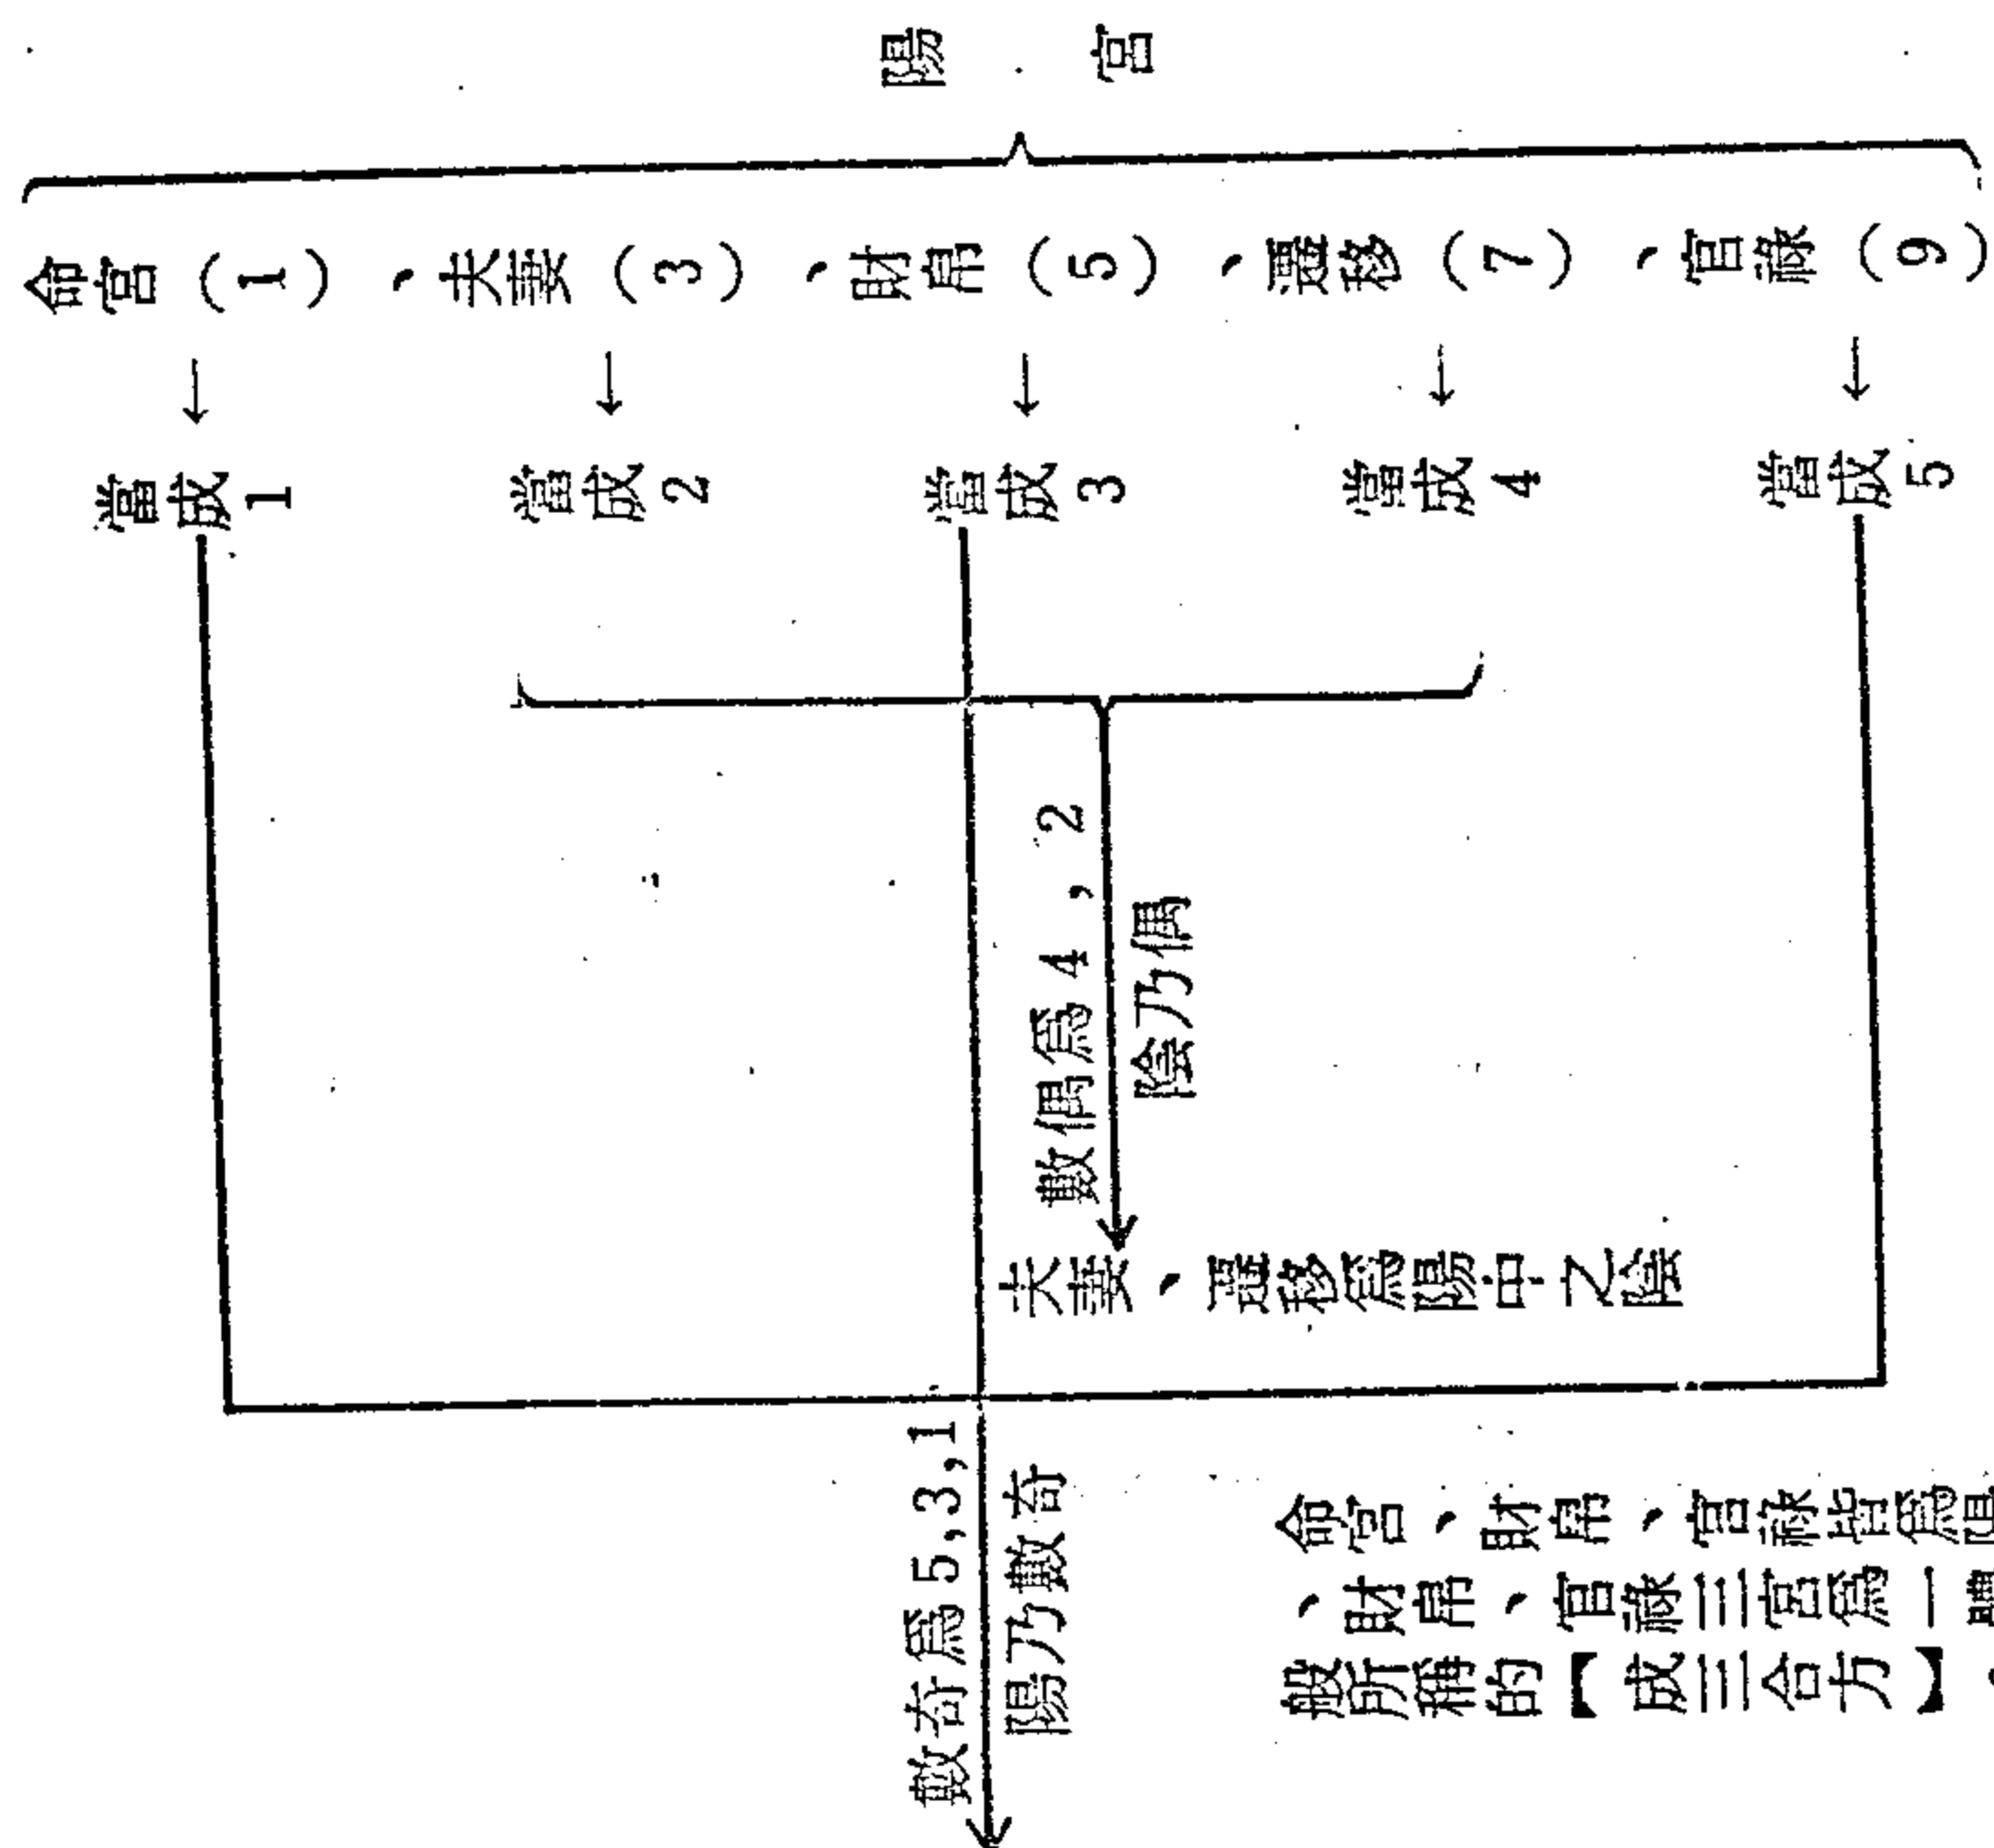 陽宮
命宮(1)、夫妻(3)、財帛(5)、遷移(7)、官祿(9)
當成1 當成2 當成3 當成4 當成5
數偶爲4,2
陰乃偶
夫妻、遷移爲陽中之陰
數奇爲5,3,1
陽乃數奇
命宮、財帛、官祿皆爲
、財帛、官祿三宮爲一
般所稱的【成三合方】